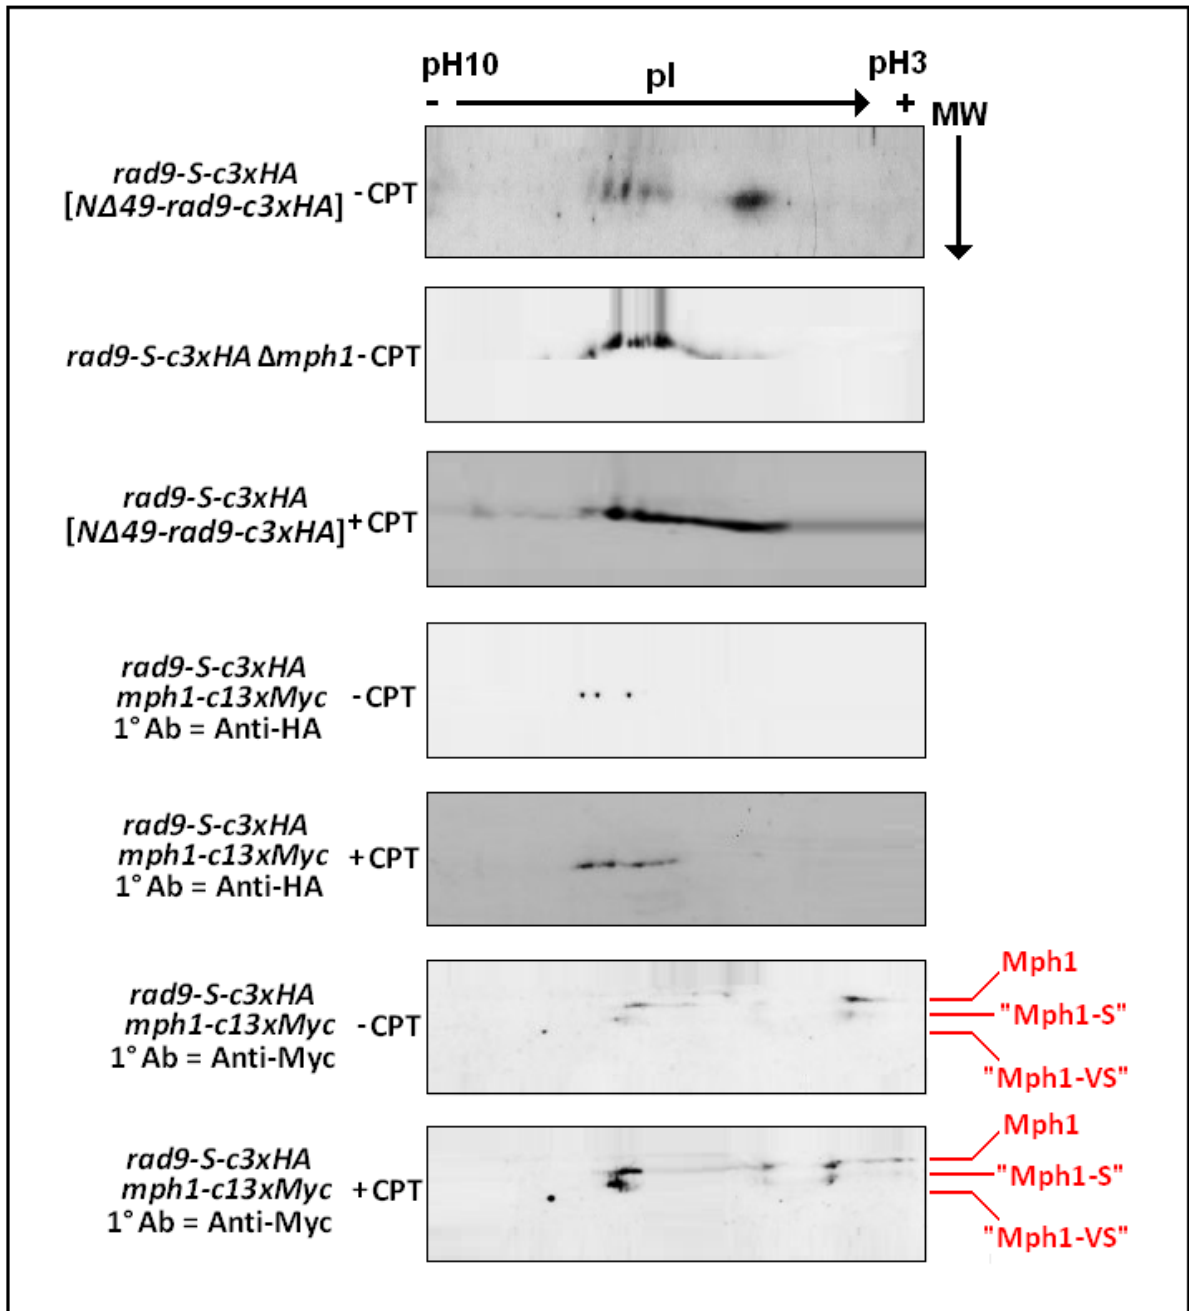 pH10 pI pH3
- + MW
rad9-S-c3xHA
[NΔ49-rad9-c3xHA] -CPT
rad9-S-c3xHA Δmph1-CPT
rad9-S-c3xHA
[NΔ49-rad9-c3xHA]+CPT
rad9-S-c3xHA
mph1-c13xMyc -CPT
1° Ab = Anti-HA
rad9-S-c3xHA
mph1-c13xMyc +CPT
1° Ab = Anti-HA
rad9-S-c3xHA
mph1-c13xMyc -CPT
1° Ab = Anti-Myc
Mph1
"Mph1-S"
"Mph1-VS"
rad9-S-c3xHA
mph1-c13xMyc +CPT
1° Ab = Anti-Myc
Mph1
"Mph1-S"
"Mph1-VS"